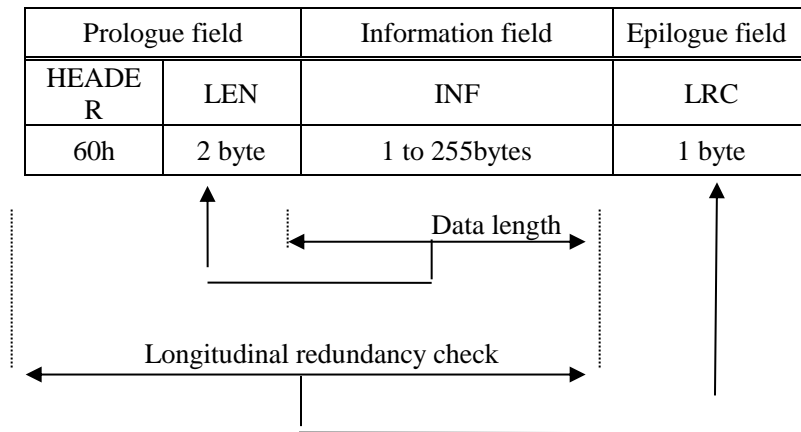 Prologue field Information field Epilogue field
HEADE
R LEN INF LRC
60h 2 byte 1 to 255bytes 1 byte
Data length
Longitudinal redundancy check